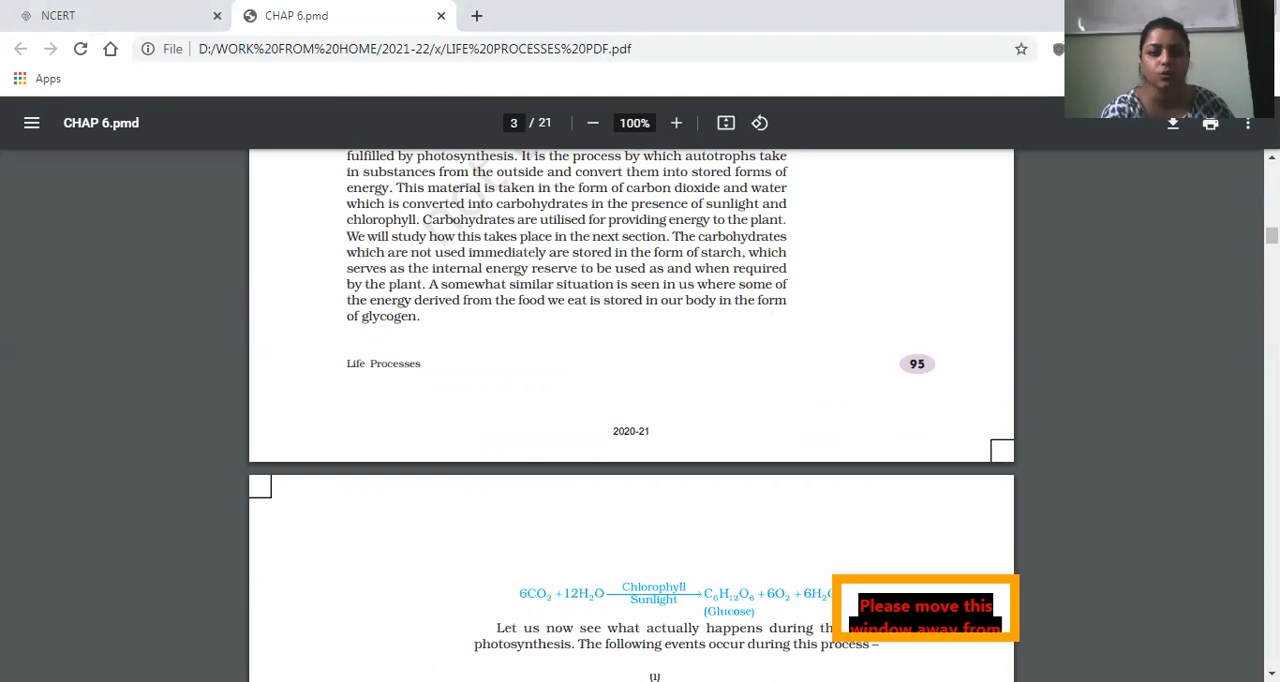 NCERT
CHAP 6.pmd
File
D:/WORK%20FROM%20HOME/2021-22/x/LIFE%20PROCESSES%20PDF.pdf
Apps
CHAP 6.pmd
3 / 21
100%
fulfilled by photosynthesis. It is the process by which autotrophs take
in substances from the outside and convert them into stored forms of
energy. This material is taken in the form of carbon dioxide and water
which is converted into carbohydrates in the presence of sunlight and
chlorophyll. Carbohydrates are utilised for providing energy to the plant.
We will study how this takes place in the next section. The carbohydrates
which are not used immediately are stored in the form of starch, which
serves as the internal energy reserve to be used as and when required
by the plant. A somewhat similar situation is seen in us where some of
the energy derived from the food we eat is stored in our body in the form
of glycogen.
Life Processes
95
2020-21
Chlorophyll
6CO₂ +12H₂O ⟶ C₆H₁₂O₆ + 6O₂ + 6H₂O
Sunlight
(Glucose)
Please move this
window away from
Let us now see what actually happens during th
photosynthesis. The following events occur during this process –
(i)